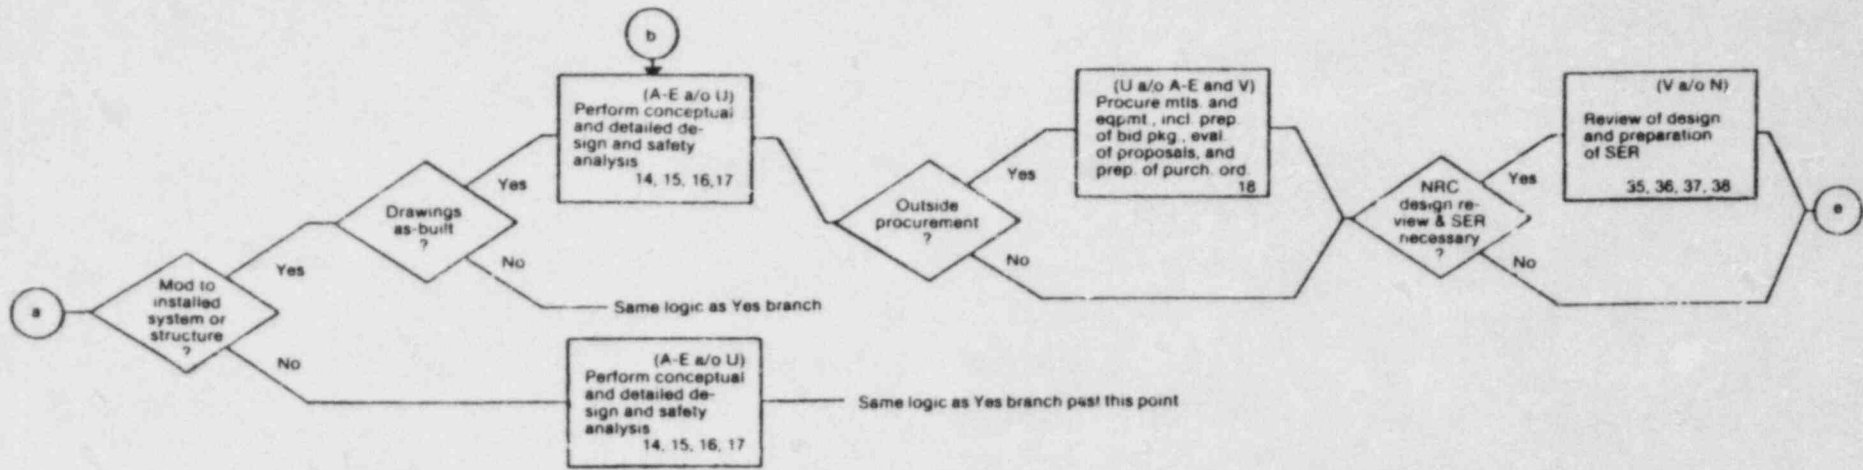 b
(A-E a/o U)
Perform conceptual
and detailed de-
sign and safety
analysis
14, 15, 16, 17
(U a/o A-E and V)
Procure mtls. and
eqpmt., incl. prep.
of bid pkg., eval.
of proposals, and
prep. of purch. ord.
18
(V a/o N)
Review of design
and preparation
of SER
35, 36, 37, 38
Yes
Drawings
as-built
?
No
Same logic as Yes branch
Yes
Outside
procurement
?
No
Yes
NRC
design re-
view & SER
necessary
?
No
e
a
Mod to
installed
system or
structure
?
Yes
No
(A-E a/o U)
Perform conceptual
and detailed de-
sign and safety
analysis
14, 15, 16, 17
Same logic as Yes branch past this point